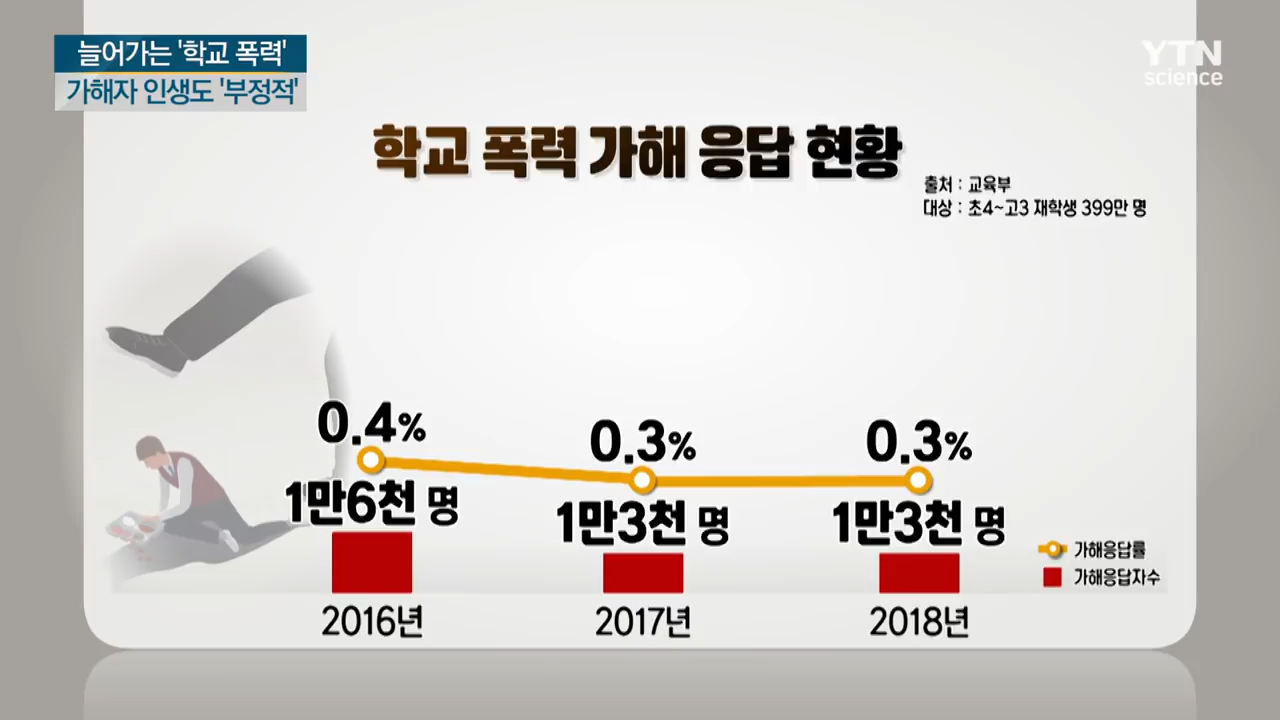 늘어가는 '학교 폭력'
가해자 인생도 '부정적'
YTN
science
학교 폭력 가해 응답 현황
출처 : 교육부
대상 : 초4~고3 재학생 399만 명
0.4%
0.3%
0.3%
1만6천 명
1만3천 명
1만3천 명
가해응답률
가해응답자수
2016년
2017년
2018년